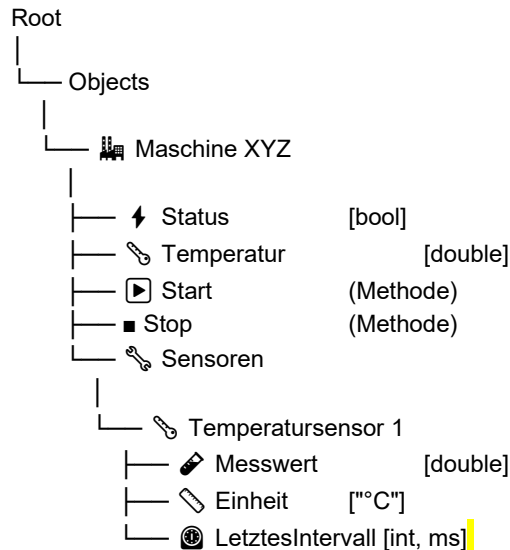 Root
Objects
Maschine XYZ
Status [bool]
Temperatur [double]
Start (Methode)
Stop (Methode)
Sensoren
Temperatursensor 1
Messwert [double]
Einheit ["°C"]
LetztesIntervall [int, ms]